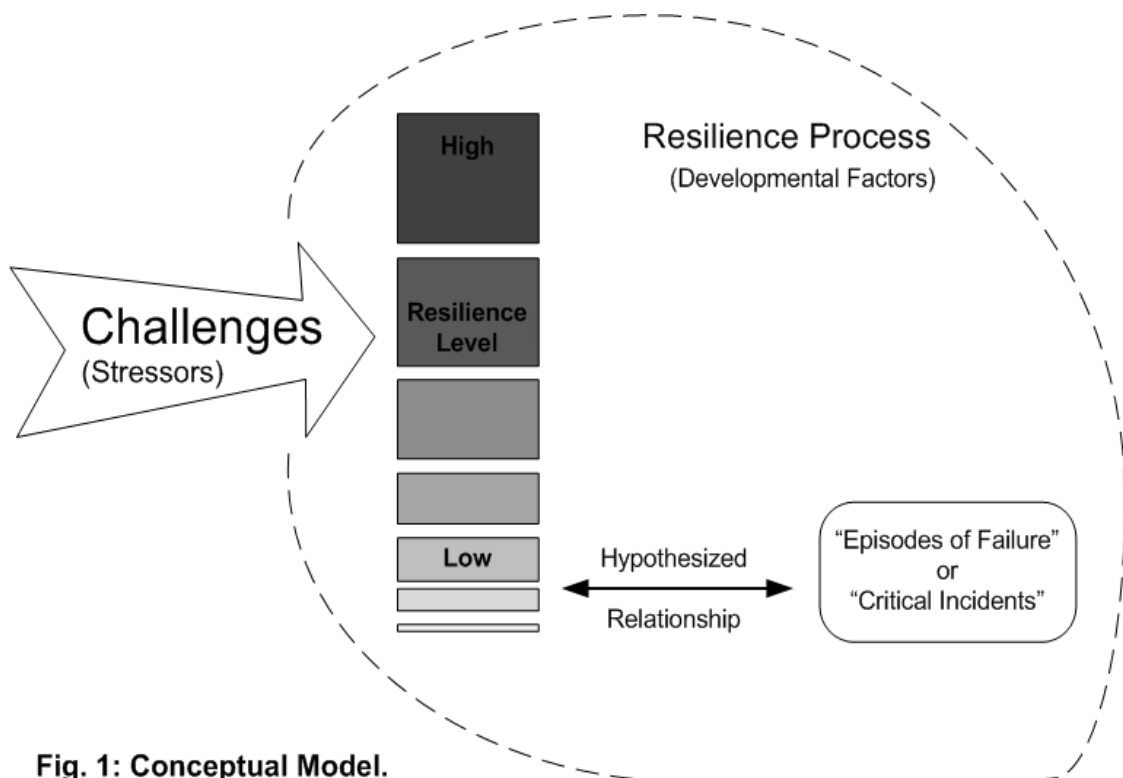 High
Resilience Process
(Developmental Factors)
Challenges
(Stressors)
Resilience
Level
Low
Hypothesized
Relationship
“Episodes of Failure”
or
“Critical Incidents”
Fig. 1: Conceptual Model.